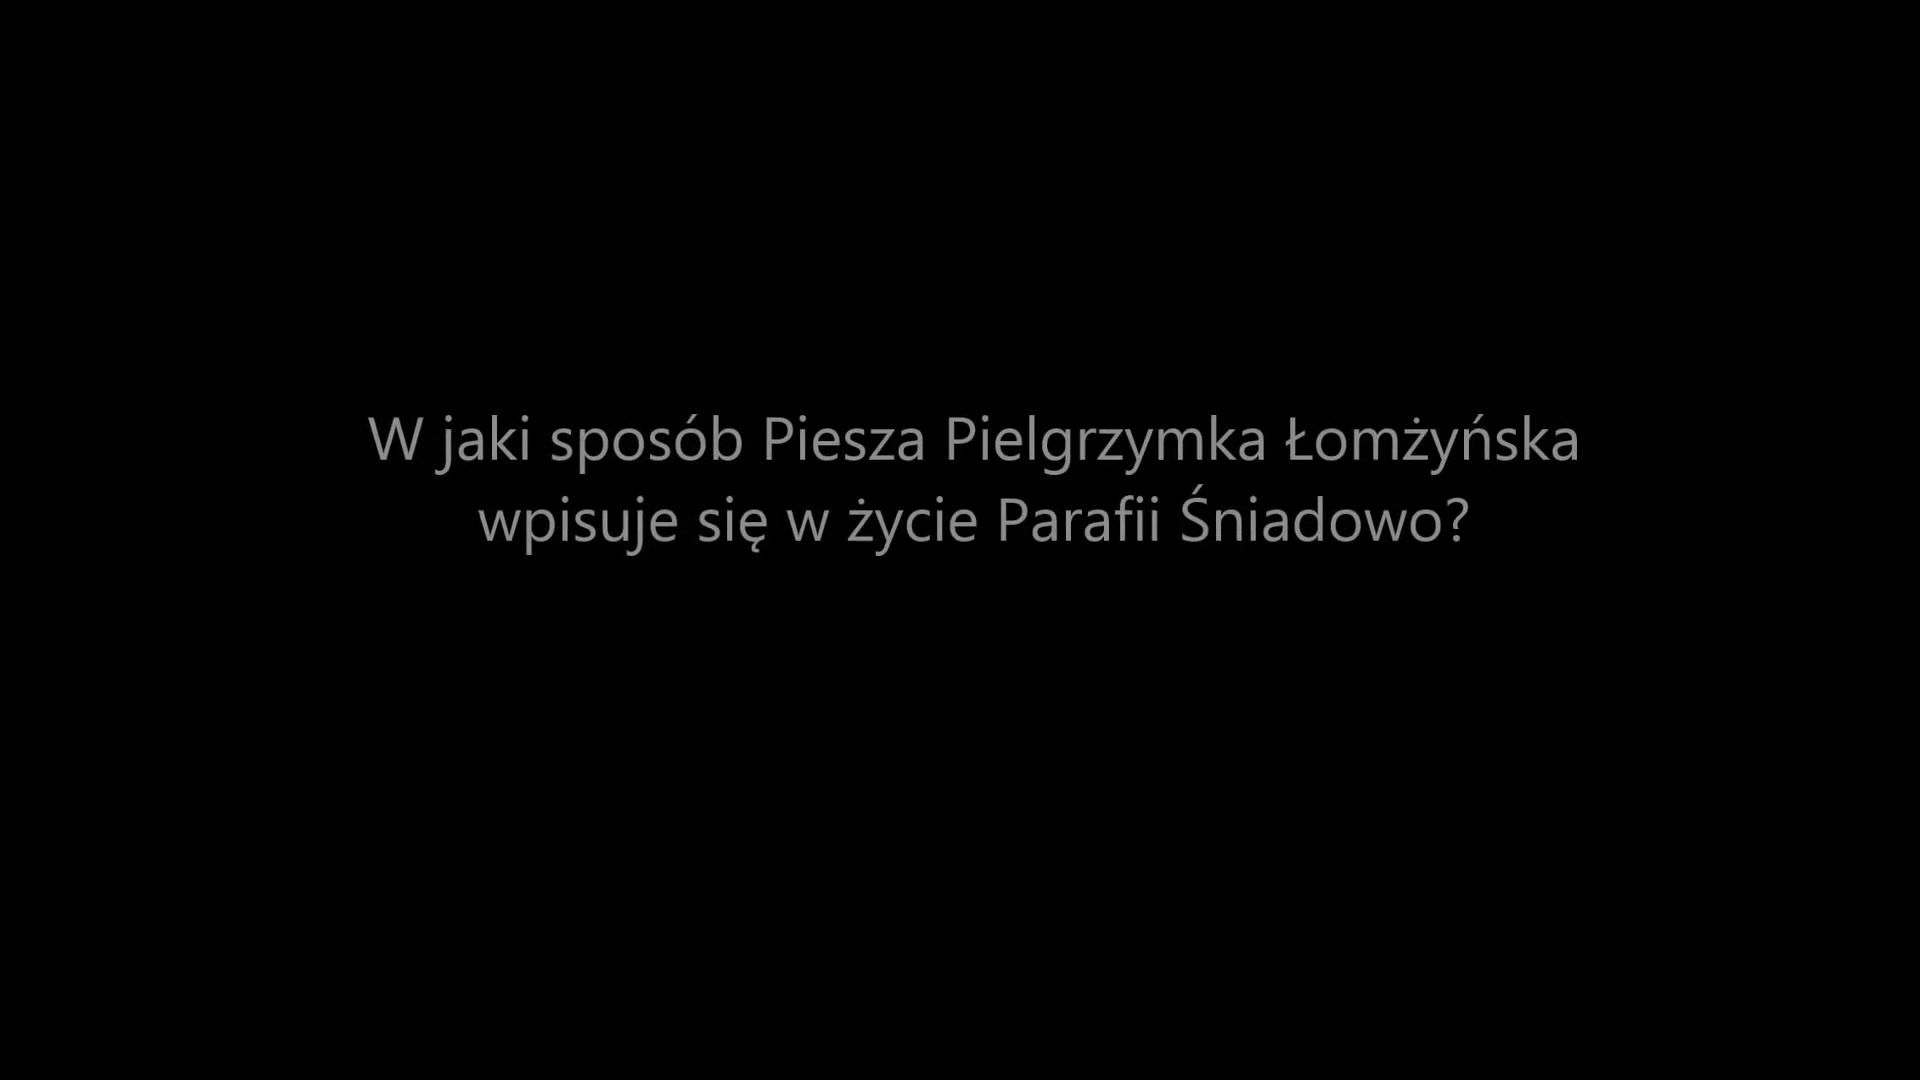 W jaki sposób Piesza Pielgrzymka Łomżyńska
wpisuje się w życie Parafii Śniadowo?